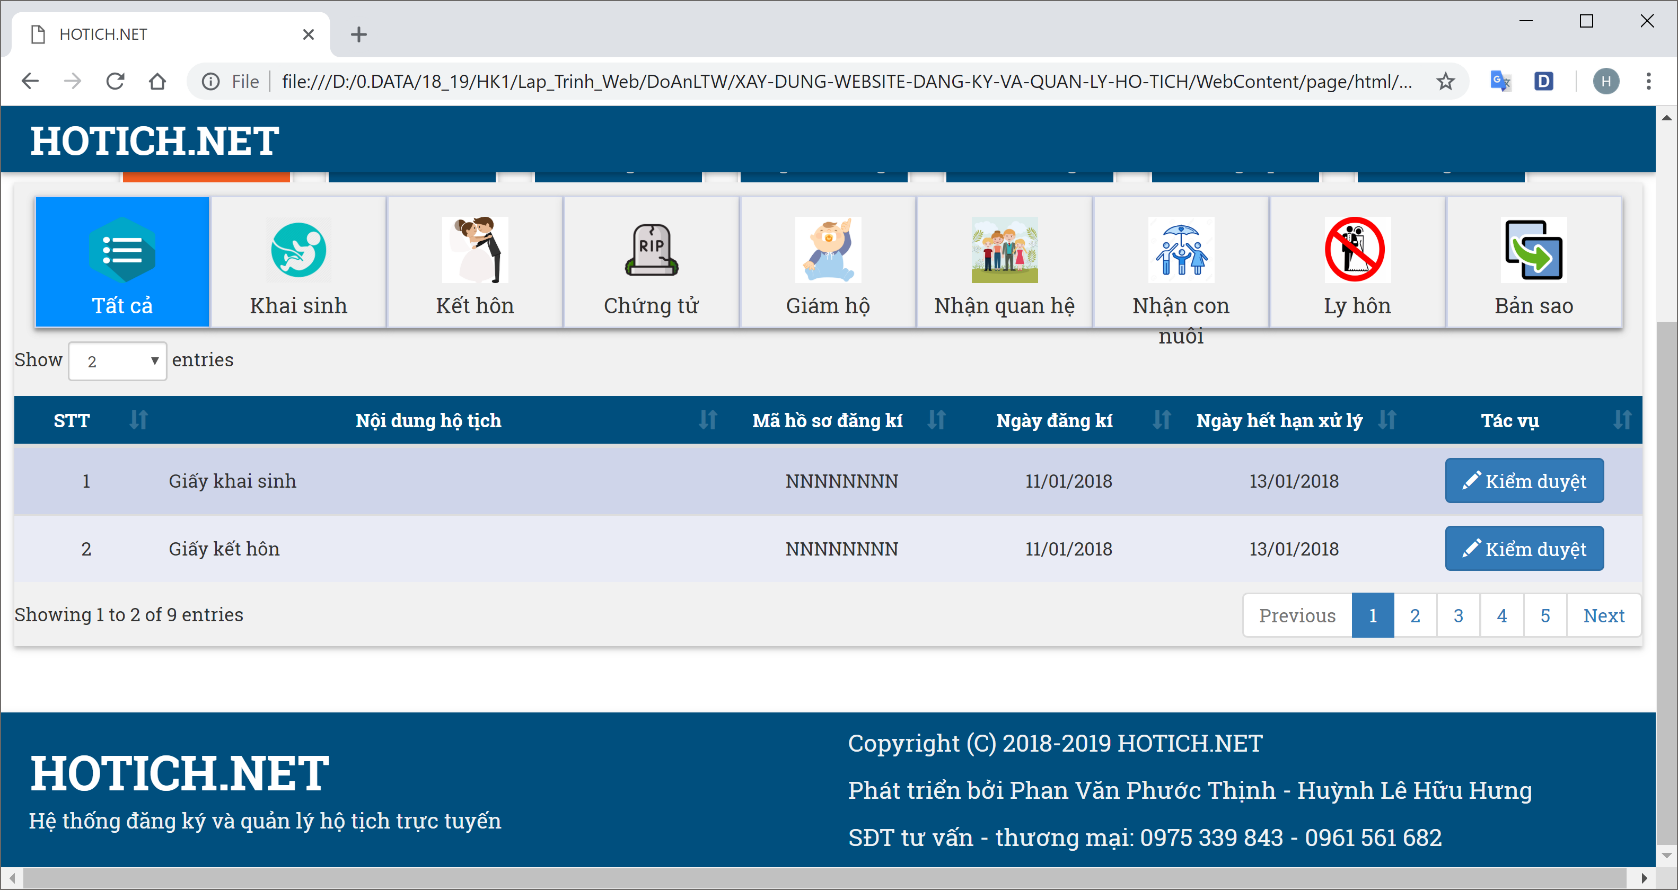 HOTICH.NET
File file:///D:/0.DATA/18_19/HK1/Lap_Trinh_Web/DoAnLTW/XAY-DUNG-WEBSITE-DANG-KY-VA-QUAN-LY-HO-TICH/WebContent/page/html/... H
HOTICH.NET
RIP
Tất cả Khai sinh Kết hôn Chứng tử Giám hộ Nhận quan hệ Nhận con nuôi Ly hôn Bản sao
Show 2 entries
STT Nội dung hộ tịch Mã hồ sơ đăng kí Ngày đăng kí Ngày hết hạn xử lý Tác vụ
1 Giấy khai sinh NNNNNNNN 11/01/2018 13/01/2018 Kiểm duyệt
2 Giấy kết hôn NNNNNNNN 11/01/2018 13/01/2018 Kiểm duyệt
Showing 1 to 2 of 9 entries Previous 1 2 3 4 5 Next
HOTICH.NET
Hệ thống đăng ký và quản lý hộ tịch trực tuyến
Copyright (C) 2018-2019 HOTICH.NET
Phát triển bởi Phan Văn Phước Thịnh - Huỳnh Lê Hữu Hưng
SĐT tư vấn - thương mại: 0975 339 843 - 0961 561 682